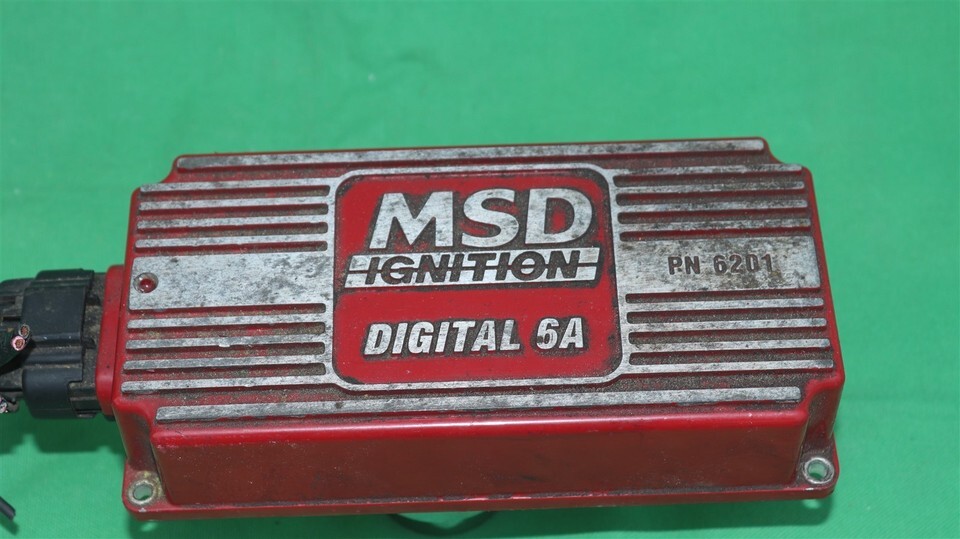 MSD
IGNITION
DIGITAL 6A
PN 6201